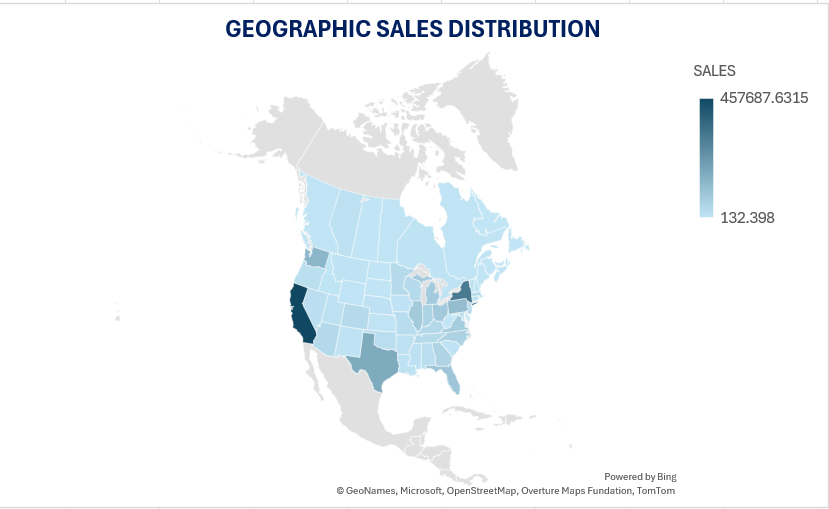 GEOGRAPHIC SALES DISTRIBUTION
SALES
457687.6315
132.398
Powered by Bing
© GeoNames, Microsoft, OpenStreetMap, Overture Maps Fundation, TomTom